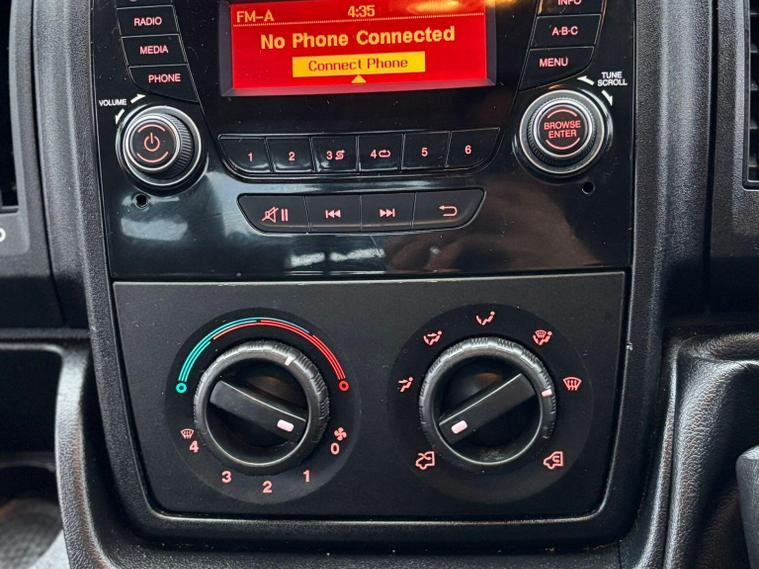 FM-A 4:35
INFO
RADIO
No Phone Connected
A-B-C
MEDIA
Connect Phone
MENU
PHONE
TUNE
SCROLL
VOLUME
BROWSE
ENTER
1 2 3 4 5 6
4 0
3 2 1